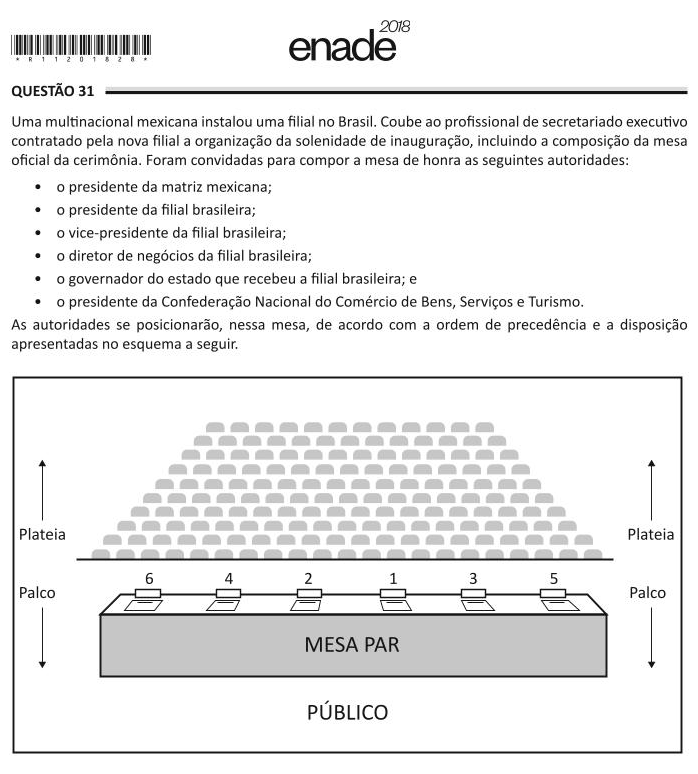 enade 2018
* R 1 1 2 0 1 8 2 8 *
QUESTÃO 31
Uma multinacional mexicana instalou uma filial no Brasil. Coube ao profissional de secretariado executivo
contratado pela nova filial a organização da solenidade de inauguração, incluindo a composição da mesa
oficial da cerimônia. Foram convidadas para compor a mesa de honra as seguintes autoridades:
• o presidente da matriz mexicana;
• o presidente da filial brasileira;
• o vice-presidente da filial brasileira;
• o diretor de negócios da filial brasileira;
• o governador do estado que recebeu a filial brasileira; e
• o presidente da Confederação Nacional do Comércio de Bens, Serviços e Turismo.
As autoridades se posicionarão, nessa mesa, de acordo com a ordem de precedência e a disposição
apresentadas no esquema a seguir.
Plateia Plateia
6 4 2 1 3 5
Palco Palco
MESA PAR
PÚBLICO